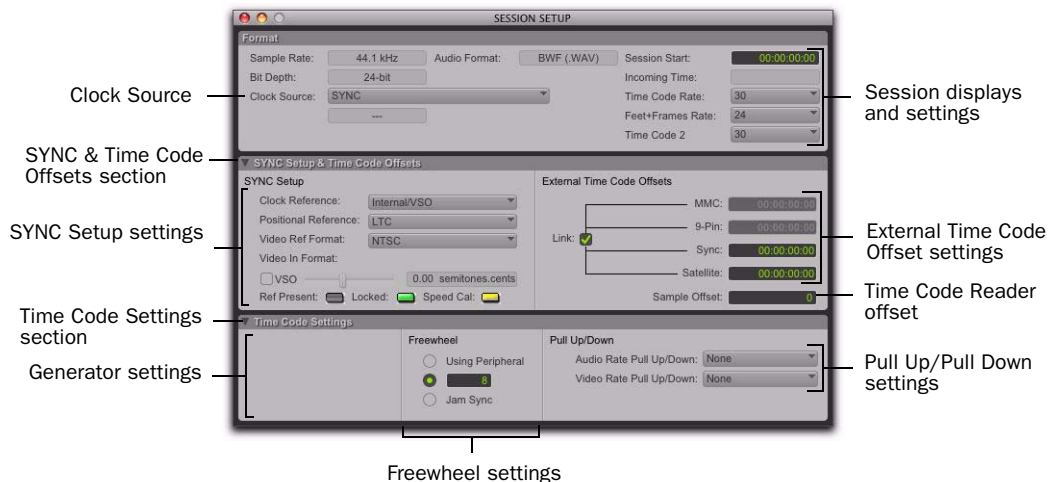 SESSION SETUP
Format
Sample Rate: 44.1 kHz Audio Format: BWF (.WAV) Session Start: 00:00:00:00
Bit Depth: 24-bit Incoming Time:
Clock Source: SYNC Time Code Rate: 30
--- Feet+Frames Rate: 24
Time Code 2 30
SYNC Setup & Time Code Offsets
SYNC Setup
Clock Reference: Internal/VSO
Positional Reference: LTC
Video Ref Format: NTSC
Video In Format:
VSO 0.00 semitones.cents
Ref Present: Locked: Speed Cal:
External Time Code Offsets
Link:
MMC: 00:00:00:00
9-Pin: 00:00:00:00
Sync: 00:00:00:00
Satellite: 00:00:00:00
Sample Offset: 0
Time Code Settings
Freewheel
Using Peripheral
8
Jam Sync
Pull Up/Down
Audio Rate Pull Up/Down: None
Video Rate Pull Up/Down: None
Clock Source
SYNC & Time Code
Offsets section
SYNC Setup settings
Time Code Settings
section
Generator settings
Session displays
and settings
External Time Code
Offset settings
Time Code Reader
offset
Pull Up/Pull Down
settings
Freewheel settings